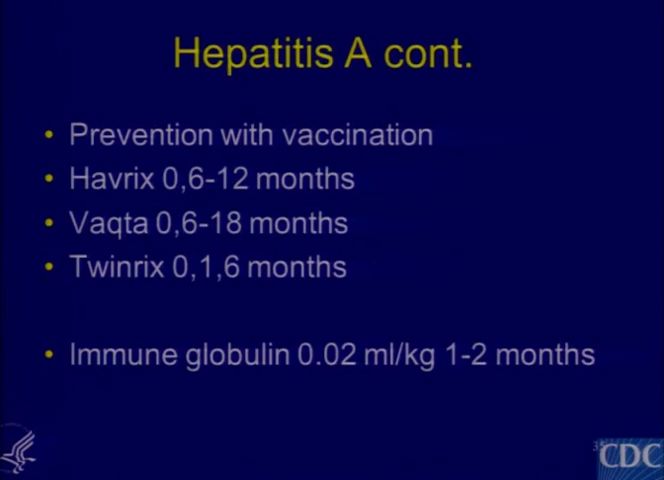 Hepatitis A cont.
• Prevention with vaccination
• Havrix 0,6-12 months
• Vaqta 0,6-18 months
• Twinrix 0,1,6 months
• Immune globulin 0.02 ml/kg 1-2 months
CDC